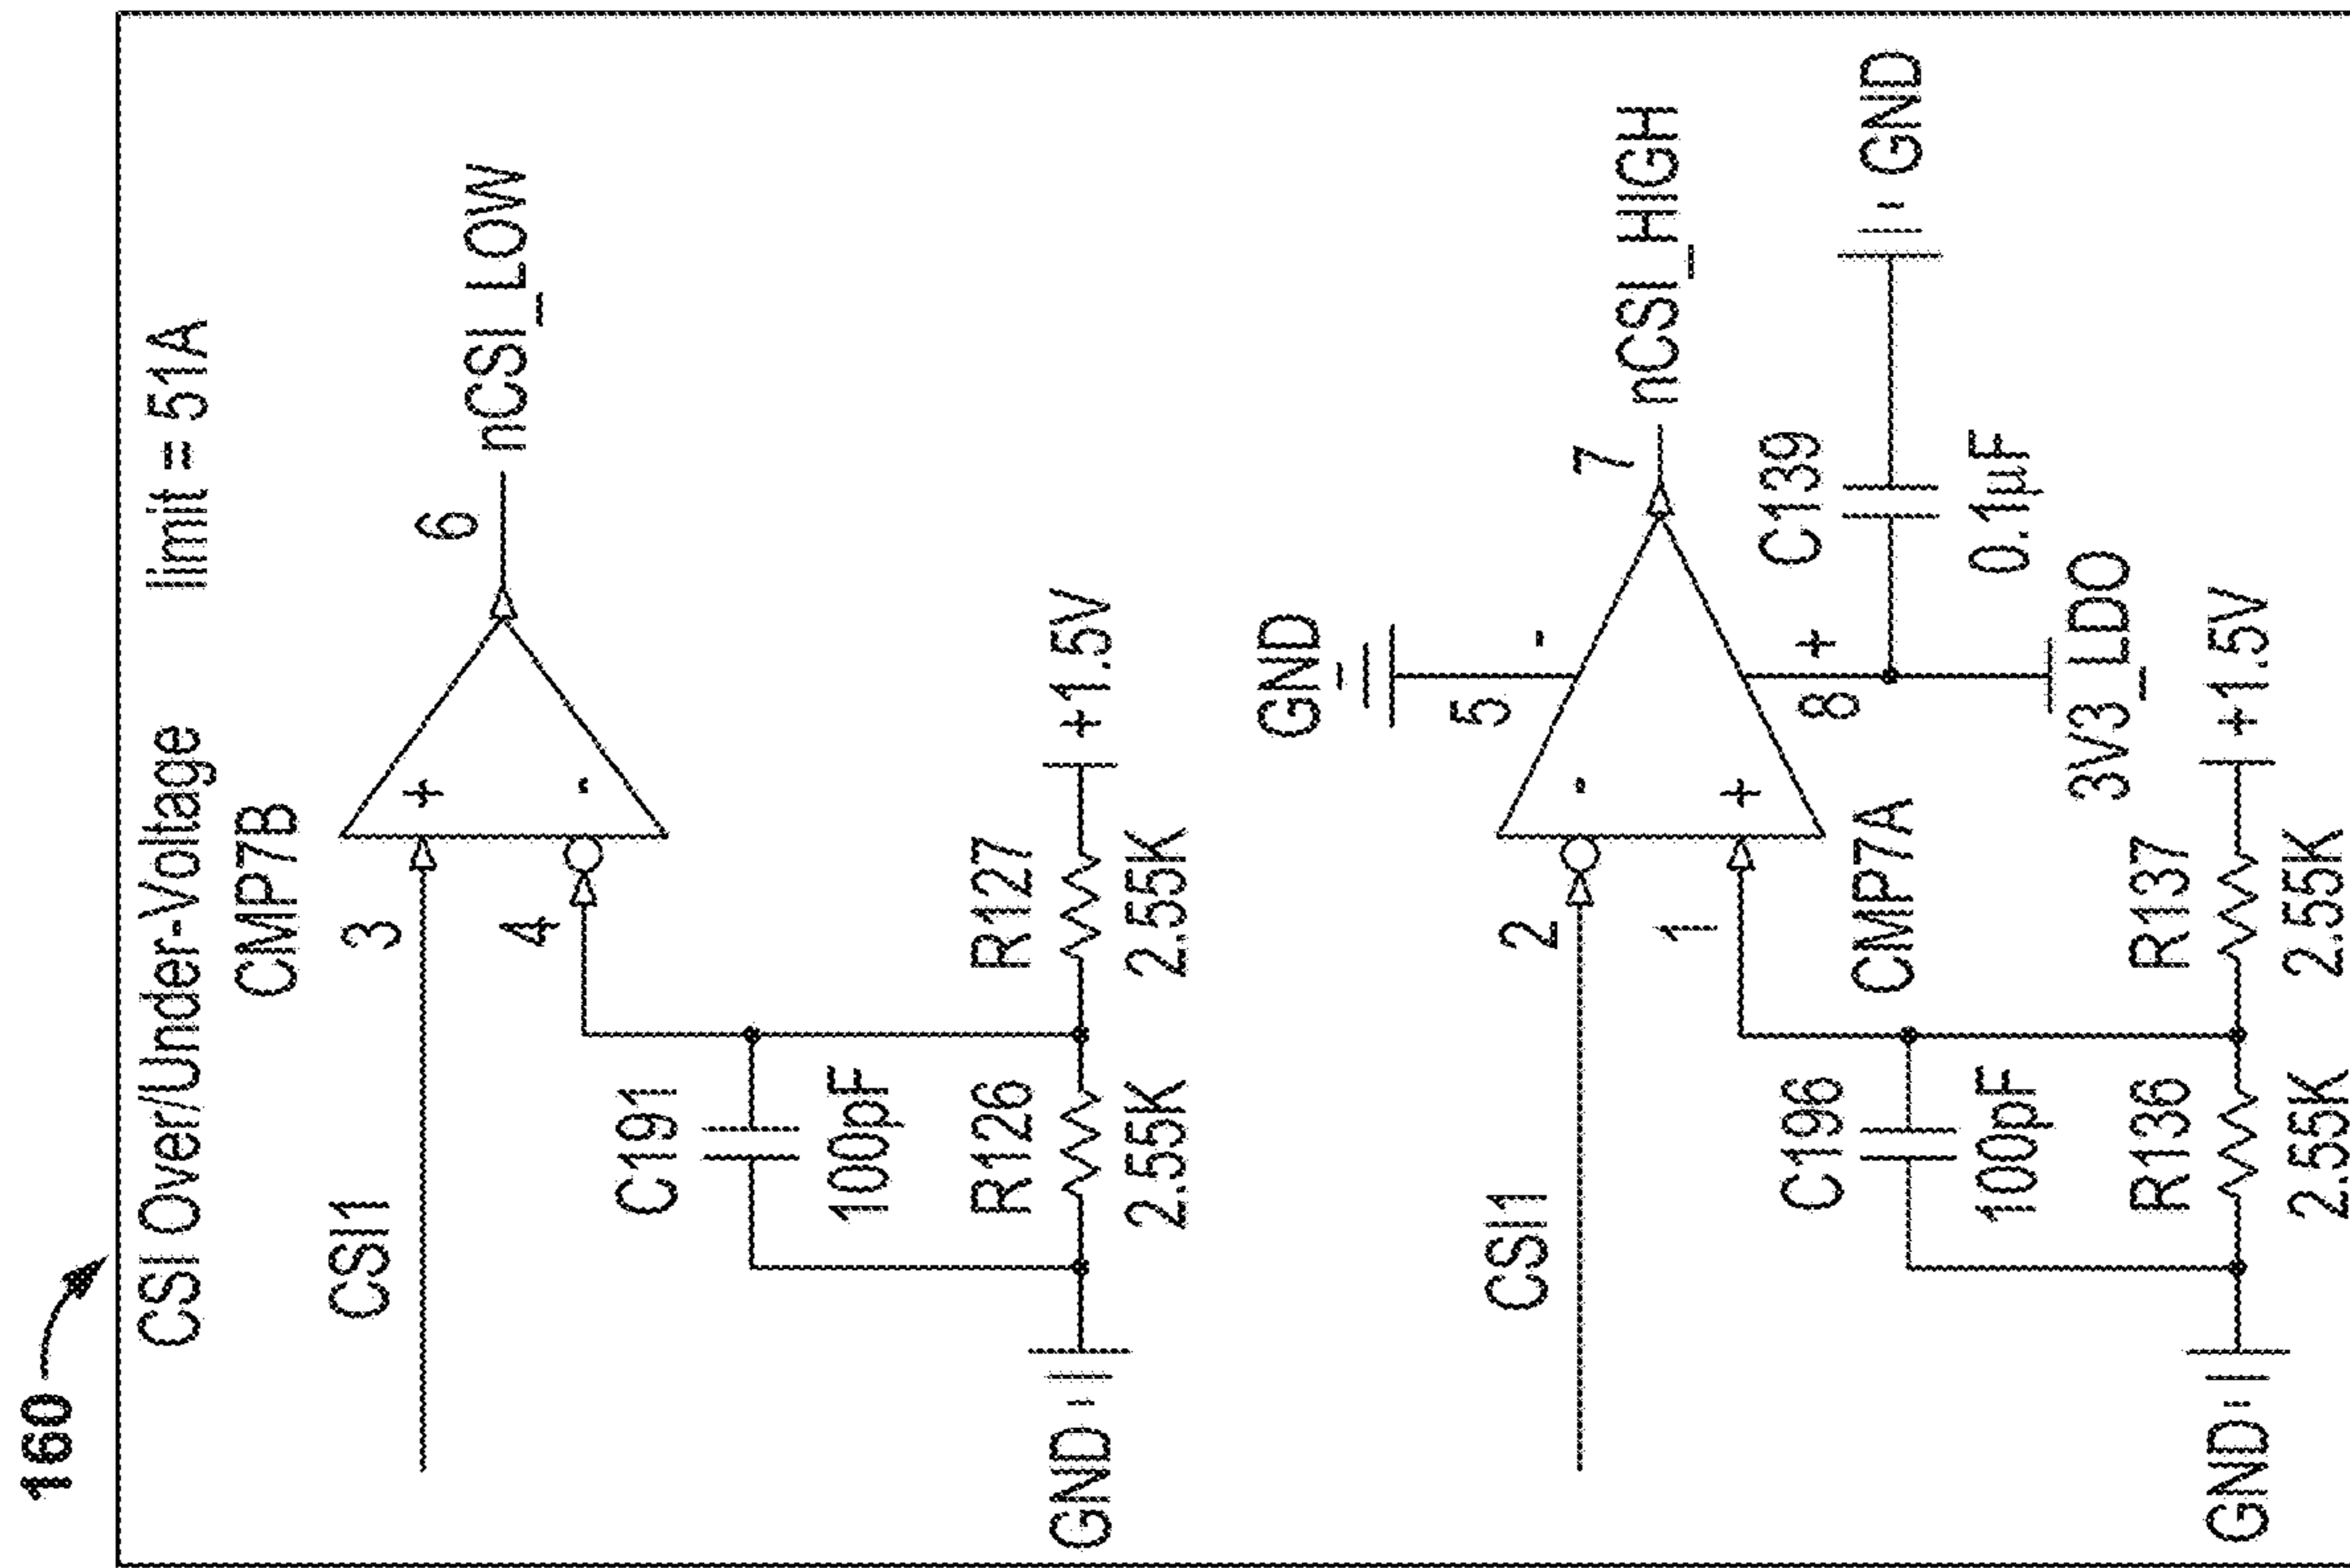 160
CSI Over/Under-Voltage
limit = 51A
CMP7B
CSI1
3
+
4
-
6
nCSI_LOW
C191
100pF
R126
2.55K
R127
2.55K
+1.5V
GND
GND
5
-
CSI1
2
-
1
+
7
nCSI_HIGH
CMP7A
8
+
C139
0.1µF
GND
3V3_LDO
C196
100pF
R136
2.55K
R137
2.55K
+1.5V
GND